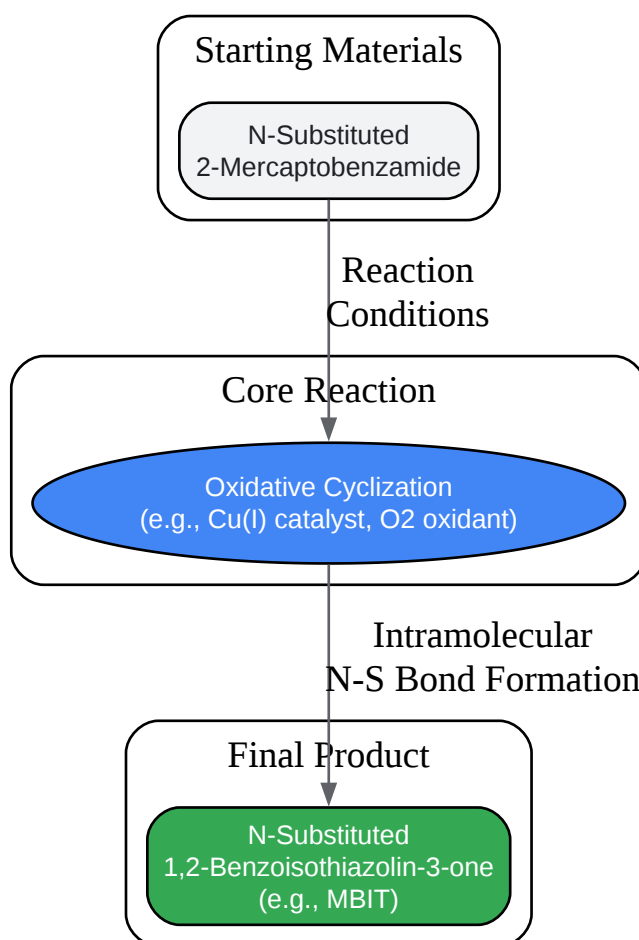 Starting Materials
N-Substituted
2-Mercaptobenzamide
Reaction
Conditions
Core Reaction
Oxidative Cyclization
(e.g., Cu(I) catalyst, O2 oxidant)
Intramolecular
N-S Bond Formation
Final Product
N-Substituted
1,2-Benzoisothiazolin-3-one
(e.g., MBIT)